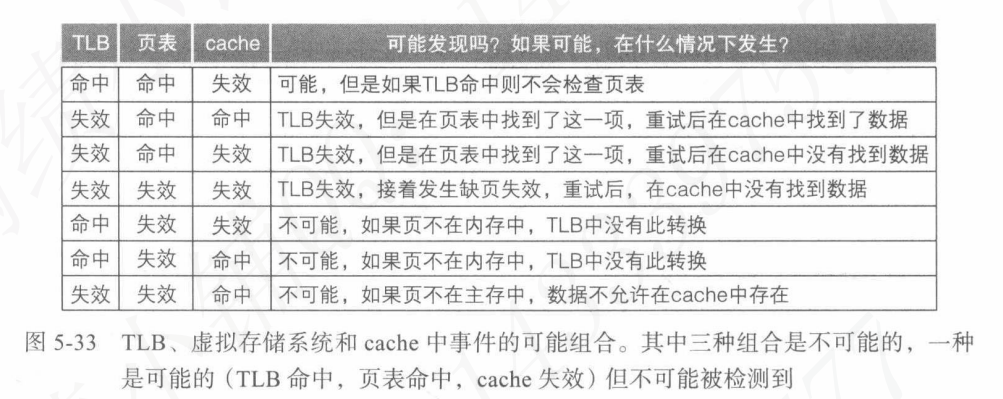 TLB 页表 cache 可能发现吗？如果可能，在什么情况下发生？
命中 命中 失效 可能，但是如果TLB命中则不会检查页表
失效 命中 命中 TLB失效，但是在页表中找到了这一项，重试后在cache中找到了数据
失效 命中 失效 TLB失效，但是在页表中找到了这一项，重试后在cache中没有找到数据
失效 失效 失效 TLB失效，接着发生缺页失效，重试后，在cache中没有找到数据
命中 失效 失效 不可能，如果页不在内存中，TLB中没有此转换
命中 失效 命中 不可能，如果页不在内存中，TLB中没有此转换
失效 失效 命中 不可能，如果页不在主存中，数据不允许在cache中存在
图 5-33 TLB、虚拟存储系统和 cache 中事件的可能组合。其中三种组合是不可能的，一种
是可能的（TLB 命中，页表命中，cache 失效）但不可能被检测到